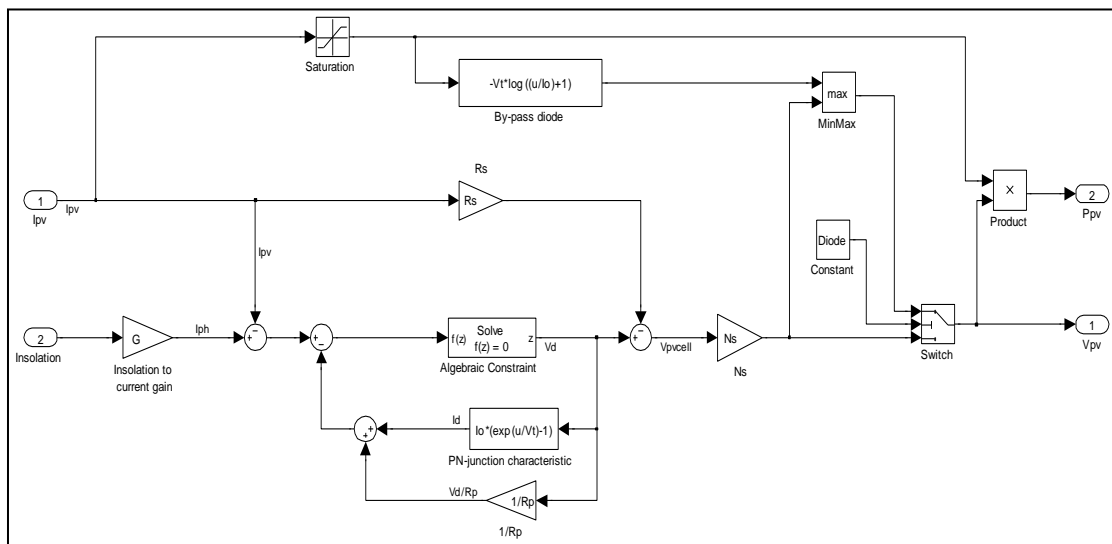 Saturation
-Vt*log ((u/Io)+1)
By-pass diode
max
MinMax
Rs
Rs
1
Ipv
Ipv
Ipv
X
Product
2
Ppv
Diode
Constant
2
Insolation
G
Insolation to
current gain
Iph
Solve
f(z)
f(z) = 0
z
Algebraic Constraint
Vd
Vpvcell
Ns
Ns
Switch
1
Vpv
Id
Io*(exp(u/Vt)-1)
PN-junction characteristic
Vd/Rp
1/Rp
1/Rp